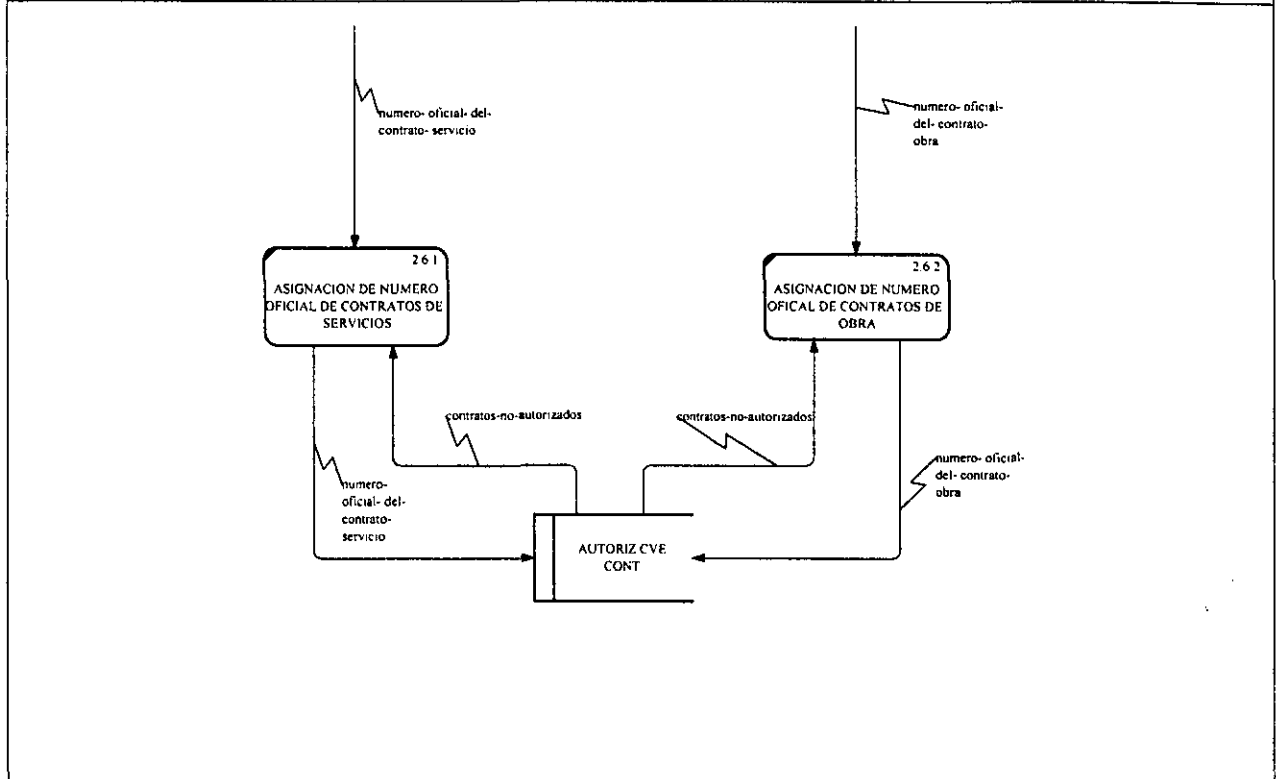 numero- oficial- del-
contrato- servicio
numero- oficial-
del- contrato-
obra
2 6 1
ASIGNACION DE NUMERO
OFICIAL DE CONTRATOS DE
SERVICIOS
2.6 2
ASIGNACION DE NUMERO
OFICAL DE CONTRATOS DE
OBRA
contratos-no-autorizados
contratos-no-autorizados
numero-
oficial- del-
contrato-
servicio
numero- oficial-
del- contrato-
obra
AUTORIZ CVE
CONT